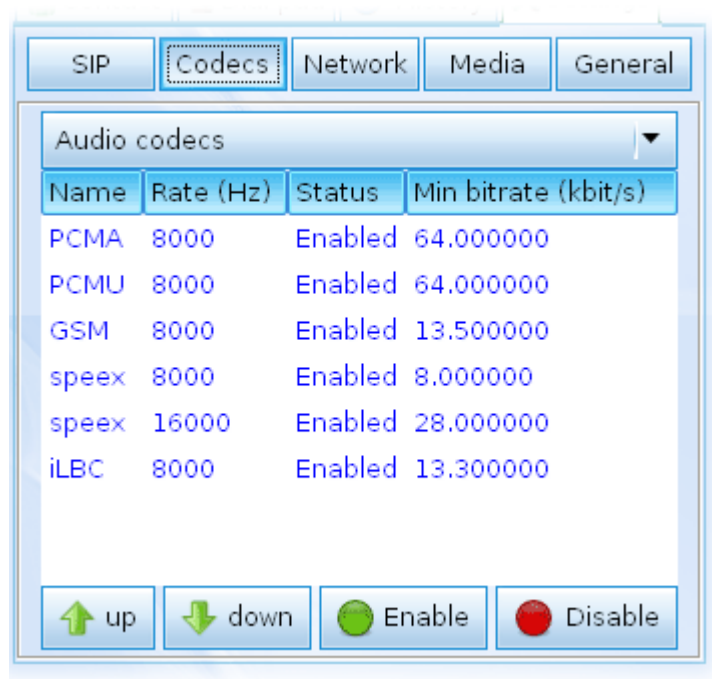 SIP Codecs Network Media General
Audio codecs
Name Rate (Hz) Status Min bitrate (kbit/s)
PCMA 8000 Enabled 64.000000
PCMU 8000 Enabled 64.000000
GSM 8000 Enabled 13.500000
speex 8000 Enabled 8.000000
speex 16000 Enabled 28.000000
iLBC 8000 Enabled 13.300000
up down Enable Disable